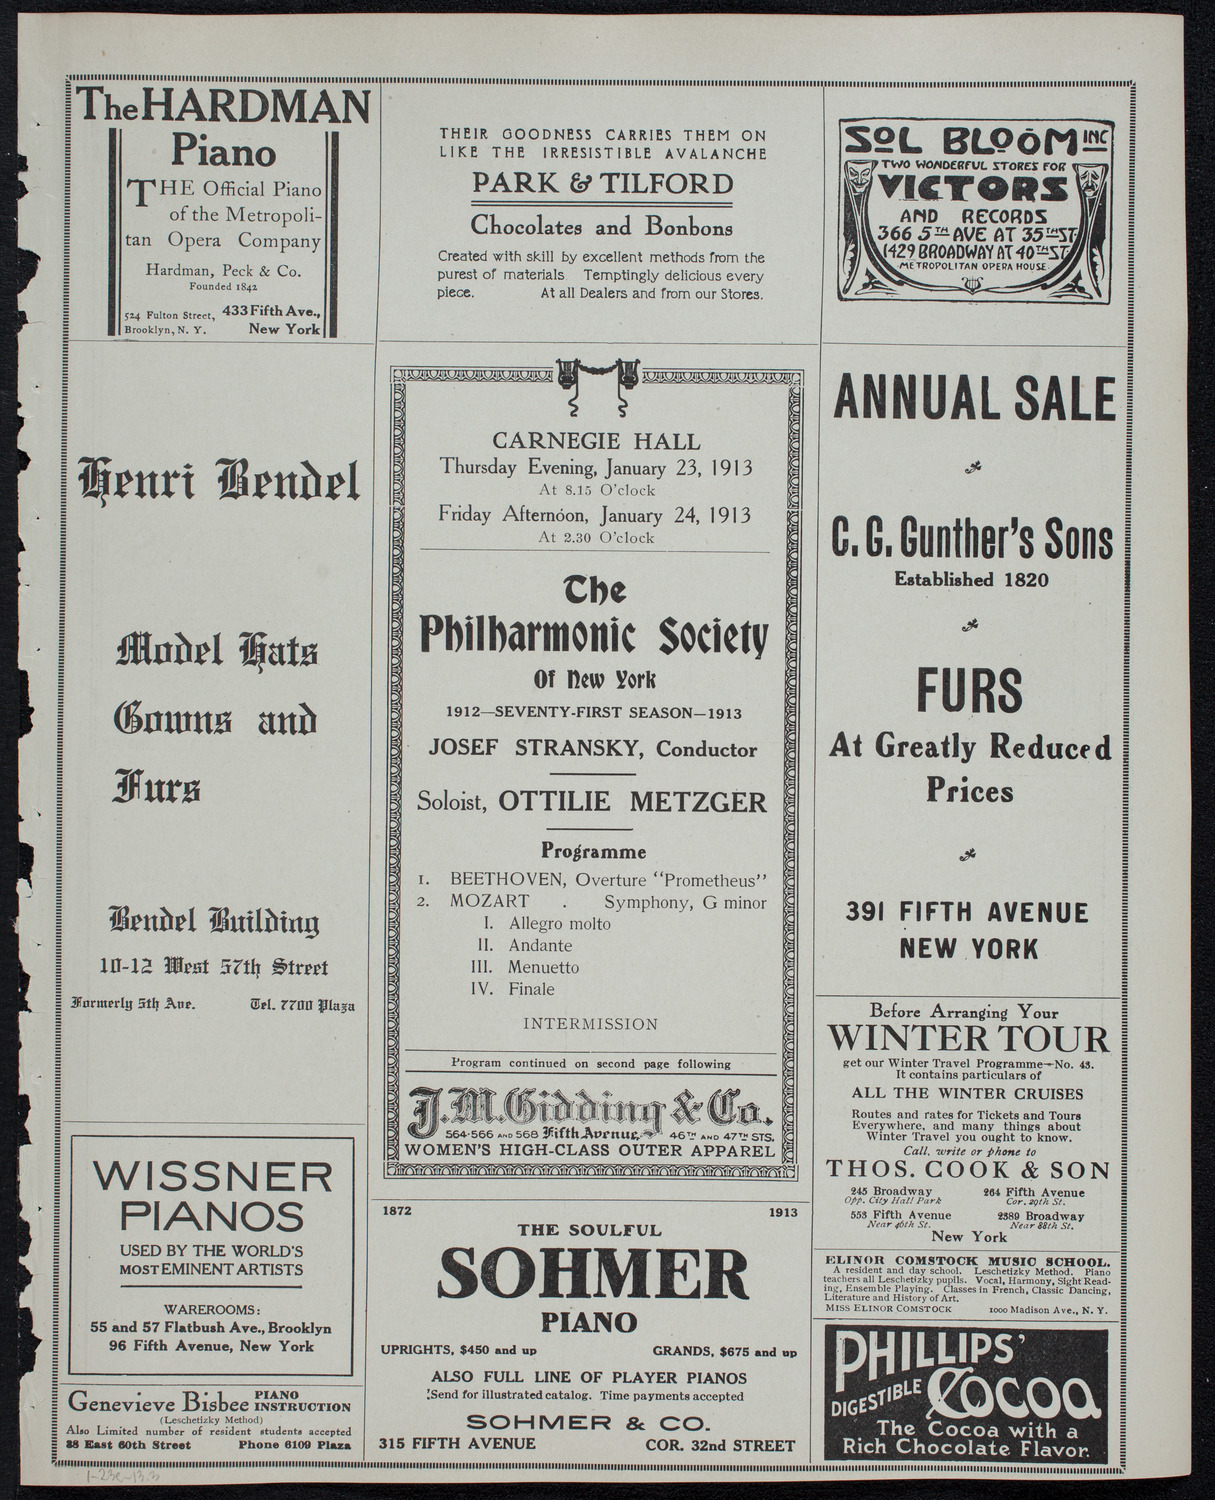 The HARDMAN
Piano
THE Official Piano
of the Metropoli-
tan Opera Company
Hardman, Peck & Co.
Founded 1842
524 Fulton Street, 433 Fifth Ave.,
Brooklyn, N. Y. New York
THEIR GOODNESS CARRIES THEM ON
LIKE THE IRRESISTIBLE AVALANCHE
PARK & TILFORD
Chocolates and Bonbons
Created with skill by excellent methods from the
purest of materials Temptingly delicious every
piece. At all Dealers and from our Stores.
SOL BLOOM INC
TWO WONDERFUL STORES FOR
VICTORS
AND RECORDS
366 5TH AVE AT 35TH ST
1429 BROADWAY AT 40TH ST
METROPOLITAN OPERA HOUSE
Henri Bendel
Model Hats
Gowns and
Furs
Bendel Building
10-12 West 57th Street
Formerly 5th Ave. Tel. 7700 Plaza
WISSNER
PIANOS
USED BY THE WORLD'S
MOST EMINENT ARTISTS
WAREROOMS:
55 and 57 Flatbush Ave., Brooklyn
96 Fifth Avenue, New York
Genevieve Bisbee PIANO
INSTRUCTION
(Leschetizky Method)
Also Limited number of resident students accepted
38 East 60th Street Phone 6109 Plaza
CARNEGIE HALL
Thursday Evening, January 23, 1913
At 8.15 O'clock
Friday Afternoon, January 24, 1913
At 2.30 O'clock
The
Philharmonic Society
Of New York
1912—SEVENTY-FIRST SEASON—1913
JOSEF STRANSKY, Conductor
Soloist, OTTILIE METZGER
Programme
1. BEETHOVEN, Overture "Prometheus"
2. MOZART . Symphony, G minor
I. Allegro molto
II. Andante
III. Menuetto
IV. Finale
INTERMISSION
Program continued on second page following
J.M. Gidding & Co.
564-566 AND 568 Fifth Avenue, 46TH AND 47TH STS.
WOMEN'S HIGH-CLASS OUTER APPAREL
1872 1913
THE SOULFUL
SOHMER
PIANO
UPRIGHTS, $450 and up GRANDS, $675 and up
ALSO FULL LINE OF PLAYER PIANOS
Send for illustrated catalog. Time payments accepted
SOHMER & CO.
315 FIFTH AVENUE COR. 32nd STREET
ANNUAL SALE
C. G. Gunther's Sons
Established 1820
FURS
At Greatly Reduced
Prices
391 FIFTH AVENUE
NEW YORK
Before Arranging Your
WINTER TOUR
get our Winter Travel Programme—No. 43.
It contains particulars of
ALL THE WINTER CRUISES
Routes and rates for Tickets and Tours
Everywhere, and many things about
Winter Travel you ought to know.
Call, write or phone to
THOS. COOK & SON
245 Broadway 264 Fifth Avenue
Opp. City Hall Park Cor. 29th St.
553 Fifth Avenue 2389 Broadway
Near 46th St. Near 88th St.
New York
ELINOR COMSTOCK MUSIC SCHOOL.
A resident and day school. Leschetizky Method. Piano
teachers all Leschetizky pupils. Vocal, Harmony, Sight Read-
ing, Ensemble Playing. Classes in French, Classic Dancing,
Literature and History of Art.
MISS ELINOR COMSTOCK 1000 Madison Ave., N. Y.
PHILLIPS'
DIGESTIBLE COCOA
The Cocoa with a
Rich Chocolate Flavor.